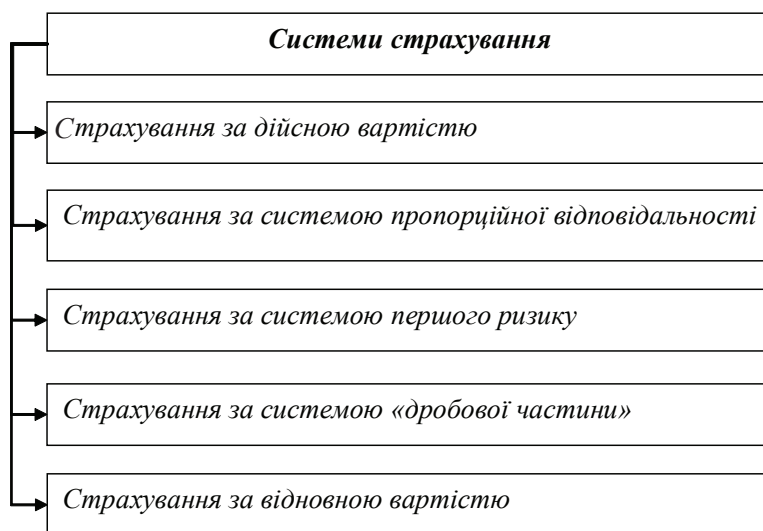 Системи страхування
Страхування за дійсною вартістю
Страхування за системою пропорційної відповідальності
Страхування за системою першого ризику
Страхування за системою «дробової частини»
Страхування за відновною вартістю